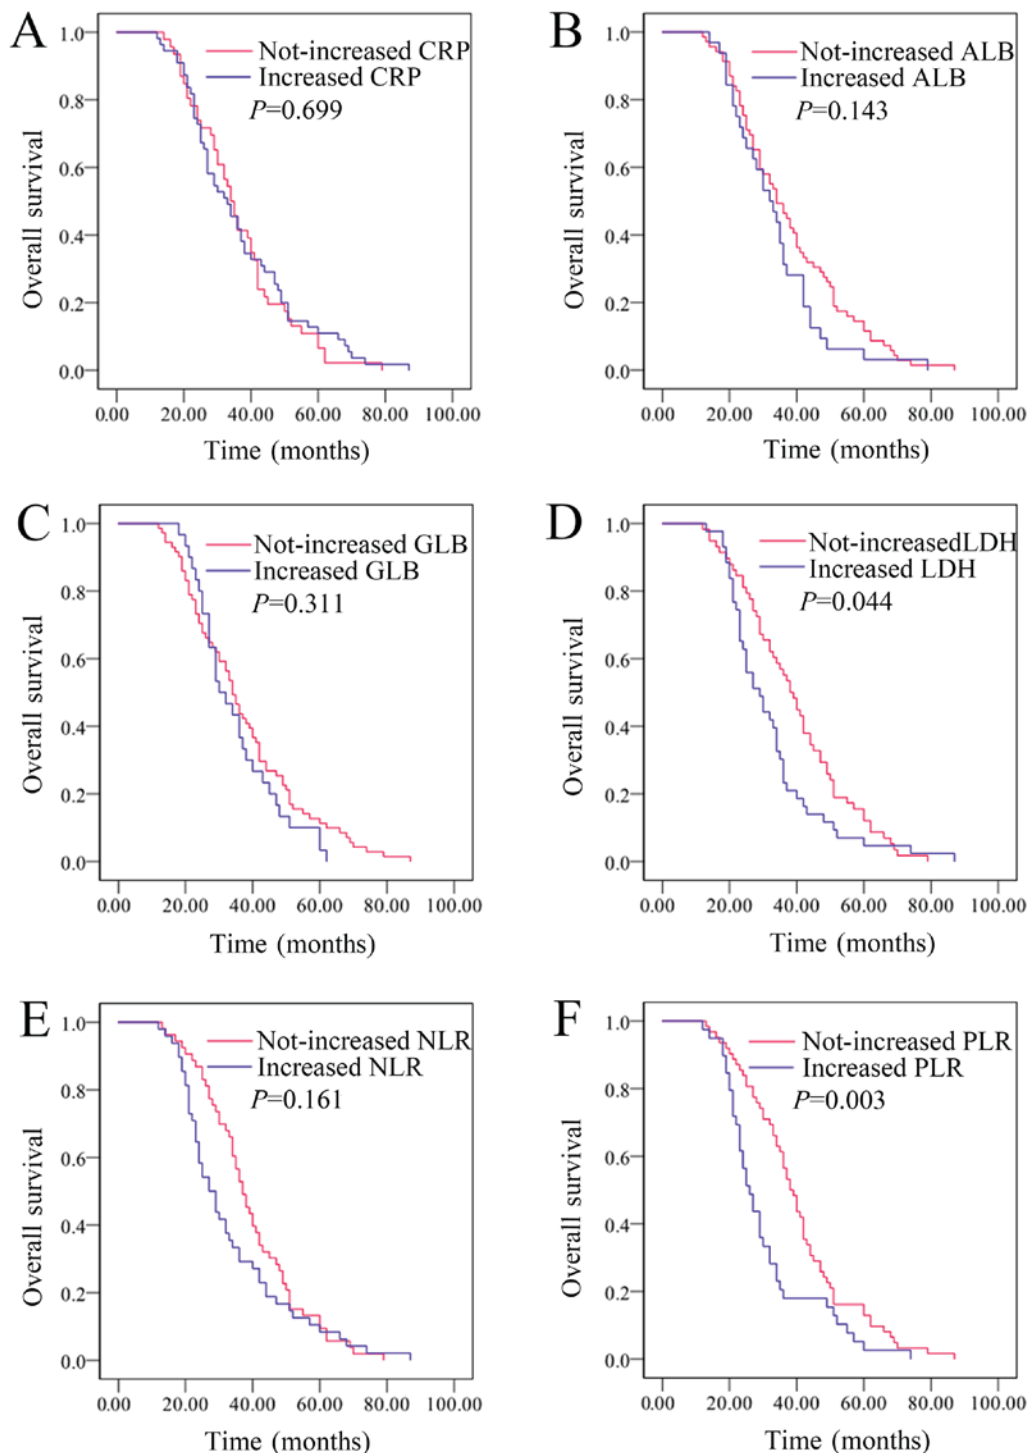 A
Not-increased CRP
Increased CRP
P=0.699
1.0
0.8
0.6
0.4
0.2
0.0
Overall survival
0.00 20.00 40.00 60.00 80.00 100.00
Time (months)
B
Not-increased ALB
Increased ALB
P=0.143
1.0
0.8
0.6
0.4
0.2
0.0
Overall survival
0.00 20.00 40.00 60.00 80.00 100.00
Time (months)
C
Not-increased GLB
Increased GLB
P=0.311
1.0
0.8
0.6
0.4
0.2
0.0
Overall survival
0.00 20.00 40.00 60.00 80.00 100.00
Time (months)
D
Not-increasedLDH
Increased LDH
P=0.044
1.0
0.8
0.6
0.4
0.2
0.0
Overall survival
0.00 20.00 40.00 60.00 80.00 100.00
Time (months)
E
Not-increased NLR
Increased NLR
P=0.161
1.0
0.8
0.6
0.4
0.2
0.0
Overall survival
0.00 20.00 40.00 60.00 80.00 100.00
Time (months)
F
Not-increased PLR
Increased PLR
P=0.003
1.0
0.8
0.6
0.4
0.2
0.0
Overall survival
0.00 20.00 40.00 60.00 80.00 100.00
Time (months)